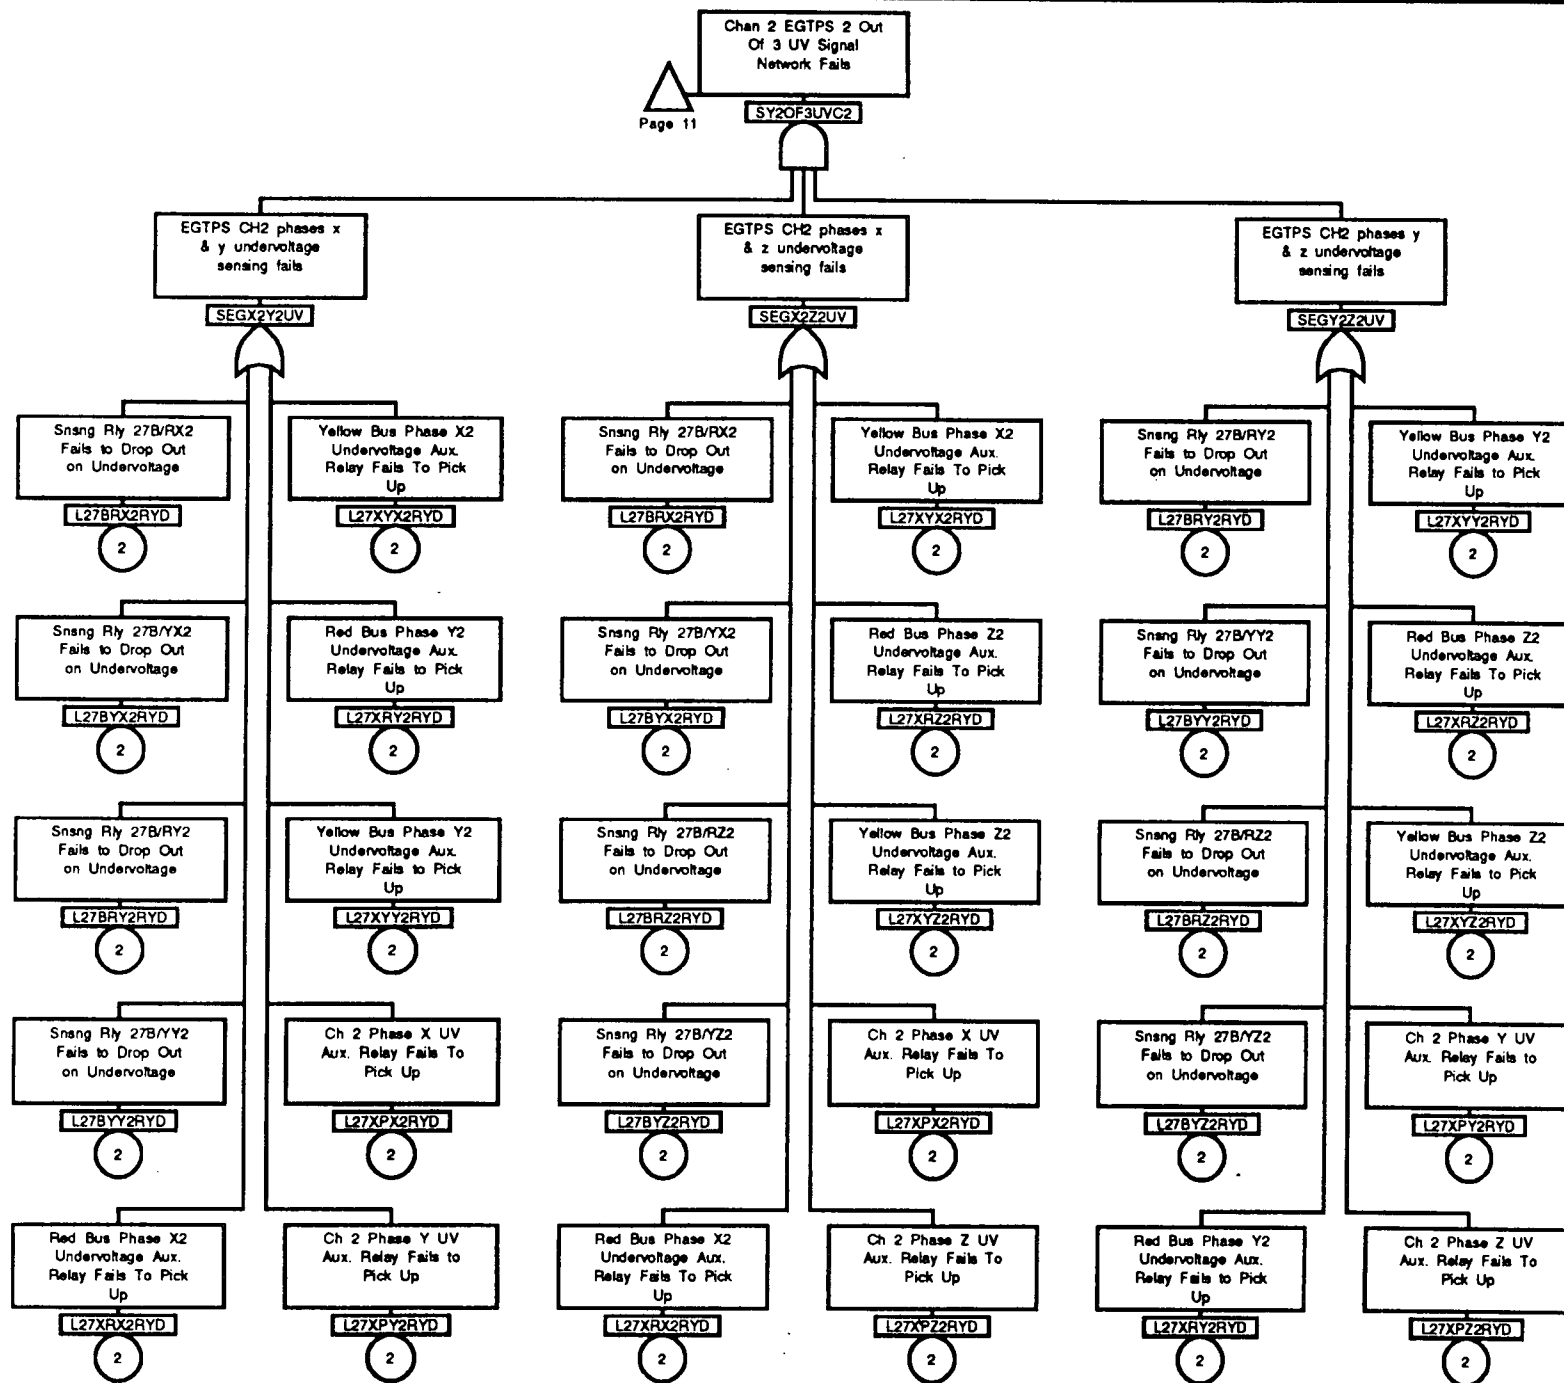 Chan 2 EGTPS 2 Out
Of 3 UV Signal
Network Fails
Page 11
SY2OF3UVC2
EGTPS CH2 phases x
& y undervoltage
sensing fails
SEGX2Y2UV
EGTPS CH2 phases x
& z undervoltage
sensing fails
SEGX2Z2UV
EGTPS CH2 phases y
& z undervoltage
sensing fails
SEGY2Z2UV
Snsng Rly 27B/RX2
Fails to Drop Out
on Undervoltage
L27BRX2RYD
2
Yellow Bus Phase X2
Undervoltage Aux.
Relay Fails To Pick
Up
L27XYX2RYD
2
Snsng Rly 27B/RX2
Fails to Drop Out
on Undervoltage
L27BRX2RYD
2
Yellow Bus Phase X2
Undervoltage Aux.
Relay Fails To Pick
Up
L27XYX2RYD
2
Snsng Rly 27B/RY2
Fails to Drop Out
on Undervoltage
L27BRY2RYD
2
Yellow Bus Phase Y2
Undervoltage Aux.
Relay Fails to Pick
Up
L27XYY2RYD
2
Snsng Rly 27B/YX2
Fails to Drop Out
on Undervoltage
L27BYX2RYD
2
Red Bus Phase Y2
Undervoltage Aux.
Relay Fails to Pick
Up
L27XRY2RYD
2
Snsng Rly 27B/YX2
Fails to Drop Out
on Undervoltage
L27BYX2RYD
2
Red Bus Phase Z2
Undervoltage Aux.
Relay Fails to Pick
Up
L27XRZ2RYD
2
Snsng Rly 27B/YY2
Fails to Drop Out
on Undervoltage
L27BYY2RYD
2
Red Bus Phase Z2
Undervoltage Aux.
Relay Fails to Pick
Up
L27XRZ2RYD
2
Snsng Rly 27B/RY2
Fails to Drop Out
on Undervoltage
L27BRY2RYD
2
Yellow Bus Phase Y2
Undervoltage Aux.
Relay Fails to Pick
Up
L27XYY2RYD
2
Snsng Rly 27B/RZ2
Fails to Drop Out
on Undervoltage
L27BRZ2RYD
2
Yellow Bus Phase Z2
Undervoltage Aux.
Relay Fails to Pick
Up
L27XYZ2RYD
2
Snsng Rly 27B/RZ2
Fails to Drop Out
on Undervoltage
L27BRZ2RYD
2
Yellow Bus Phase Z2
Undervoltage Aux.
Relay Fails to Pick
Up
L27XYZ2RYD
2
Snsng Rly 27B/YY2
Fails to Drop Out
on Undervoltage
L27BYY2RYD
2
Ch 2 Phase X UV
Aux. Relay Fails To
Pick Up
L27XPX2RYD
2
Snsng Rly 27B/YZ2
Fails to Drop Out
on Undervoltage
L27BYZ2RYD
2
Ch 2 Phase X UV
Aux. Relay Fails To
Pick Up
L27XPX2RYD
2
Snsng Rly 27B/YZ2
Fails to Drop Out
on Undervoltage
L27BYZ2RYD
2
Ch 2 Phase Y UV
Aux. Relay Fails to
Pick Up
L27XPY2RYD
2
Red Bus Phase X2
Undervoltage Aux.
Relay Fails To Pick
Up
L27XRX2RYD
2
Ch 2 Phase Y UV
Aux. Relay Fails to
Pick Up
L27XPY2RYD
2
Red Bus Phase X2
Undervoltage Aux.
Relay Fails To Pick
Up
L27XRX2RYD
2
Ch 2 Phase Z UV
Aux. Relay Fails To
Pick Up
L27XPZ2RYD
2
Red Bus Phase Y2
Undervoltage Aux.
Relay Fails to Pick
Up
L27XRY2RYD
2
Ch 2 Phase Z UV
Aux. Relay Fails To
Pick Up
L27XPZ2RYD
2